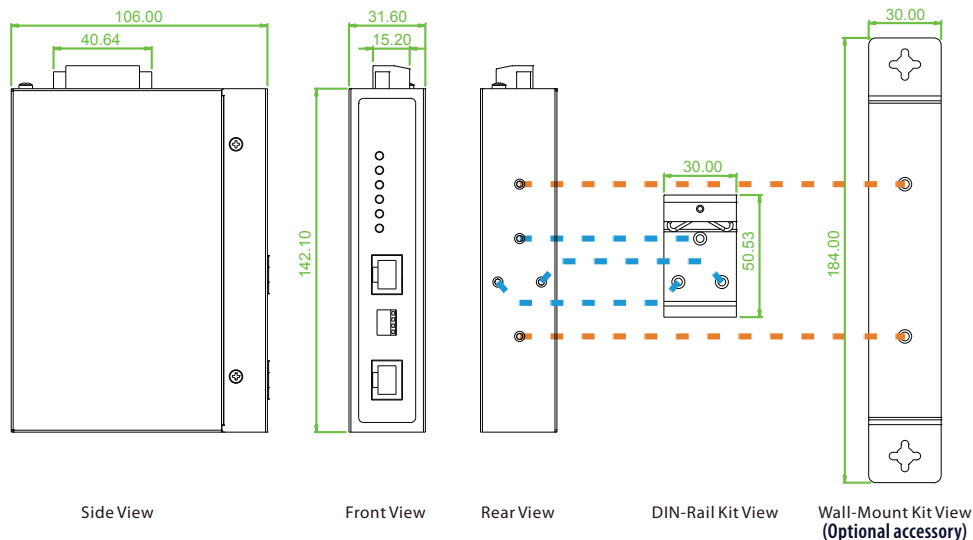 106.00
31.60
30.00
40.64
15.20
30.00
142.10
50.53
184.00
Side View
Front View
Rear View
DIN-Rail Kit View
Wall-Mount Kit View
(Optional accessory)